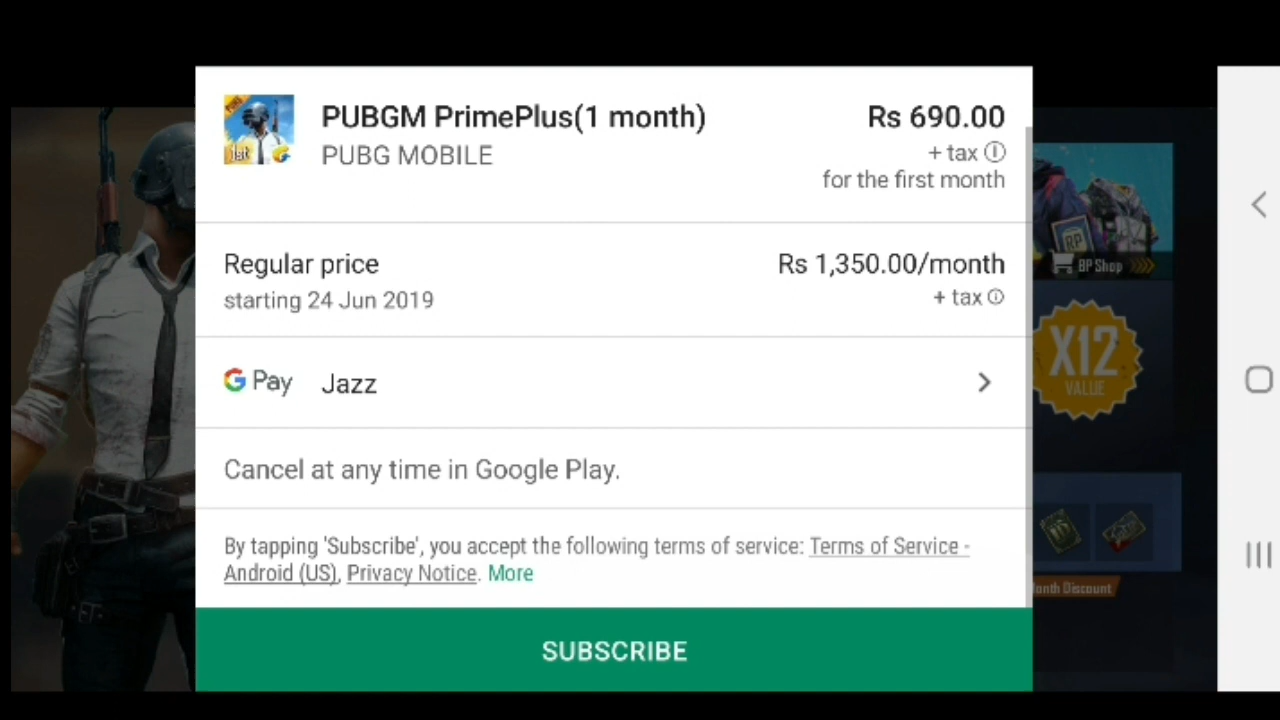 PUBGM PrimePlus(1 month)
Rs 690.00
PUBG MOBILE
+ tax
for the first month
Regular price
Rs 1,350.00/month
starting 24 Jun 2019
+ tax
G Pay
Jazz
Cancel at any time in Google Play.
By tapping 'Subscribe', you accept the following terms of service: Terms of Service -
Android (US), Privacy Notice. More
SUBSCRIBE
1st
RP
BP Shop
X12
VALUE
onth Discount